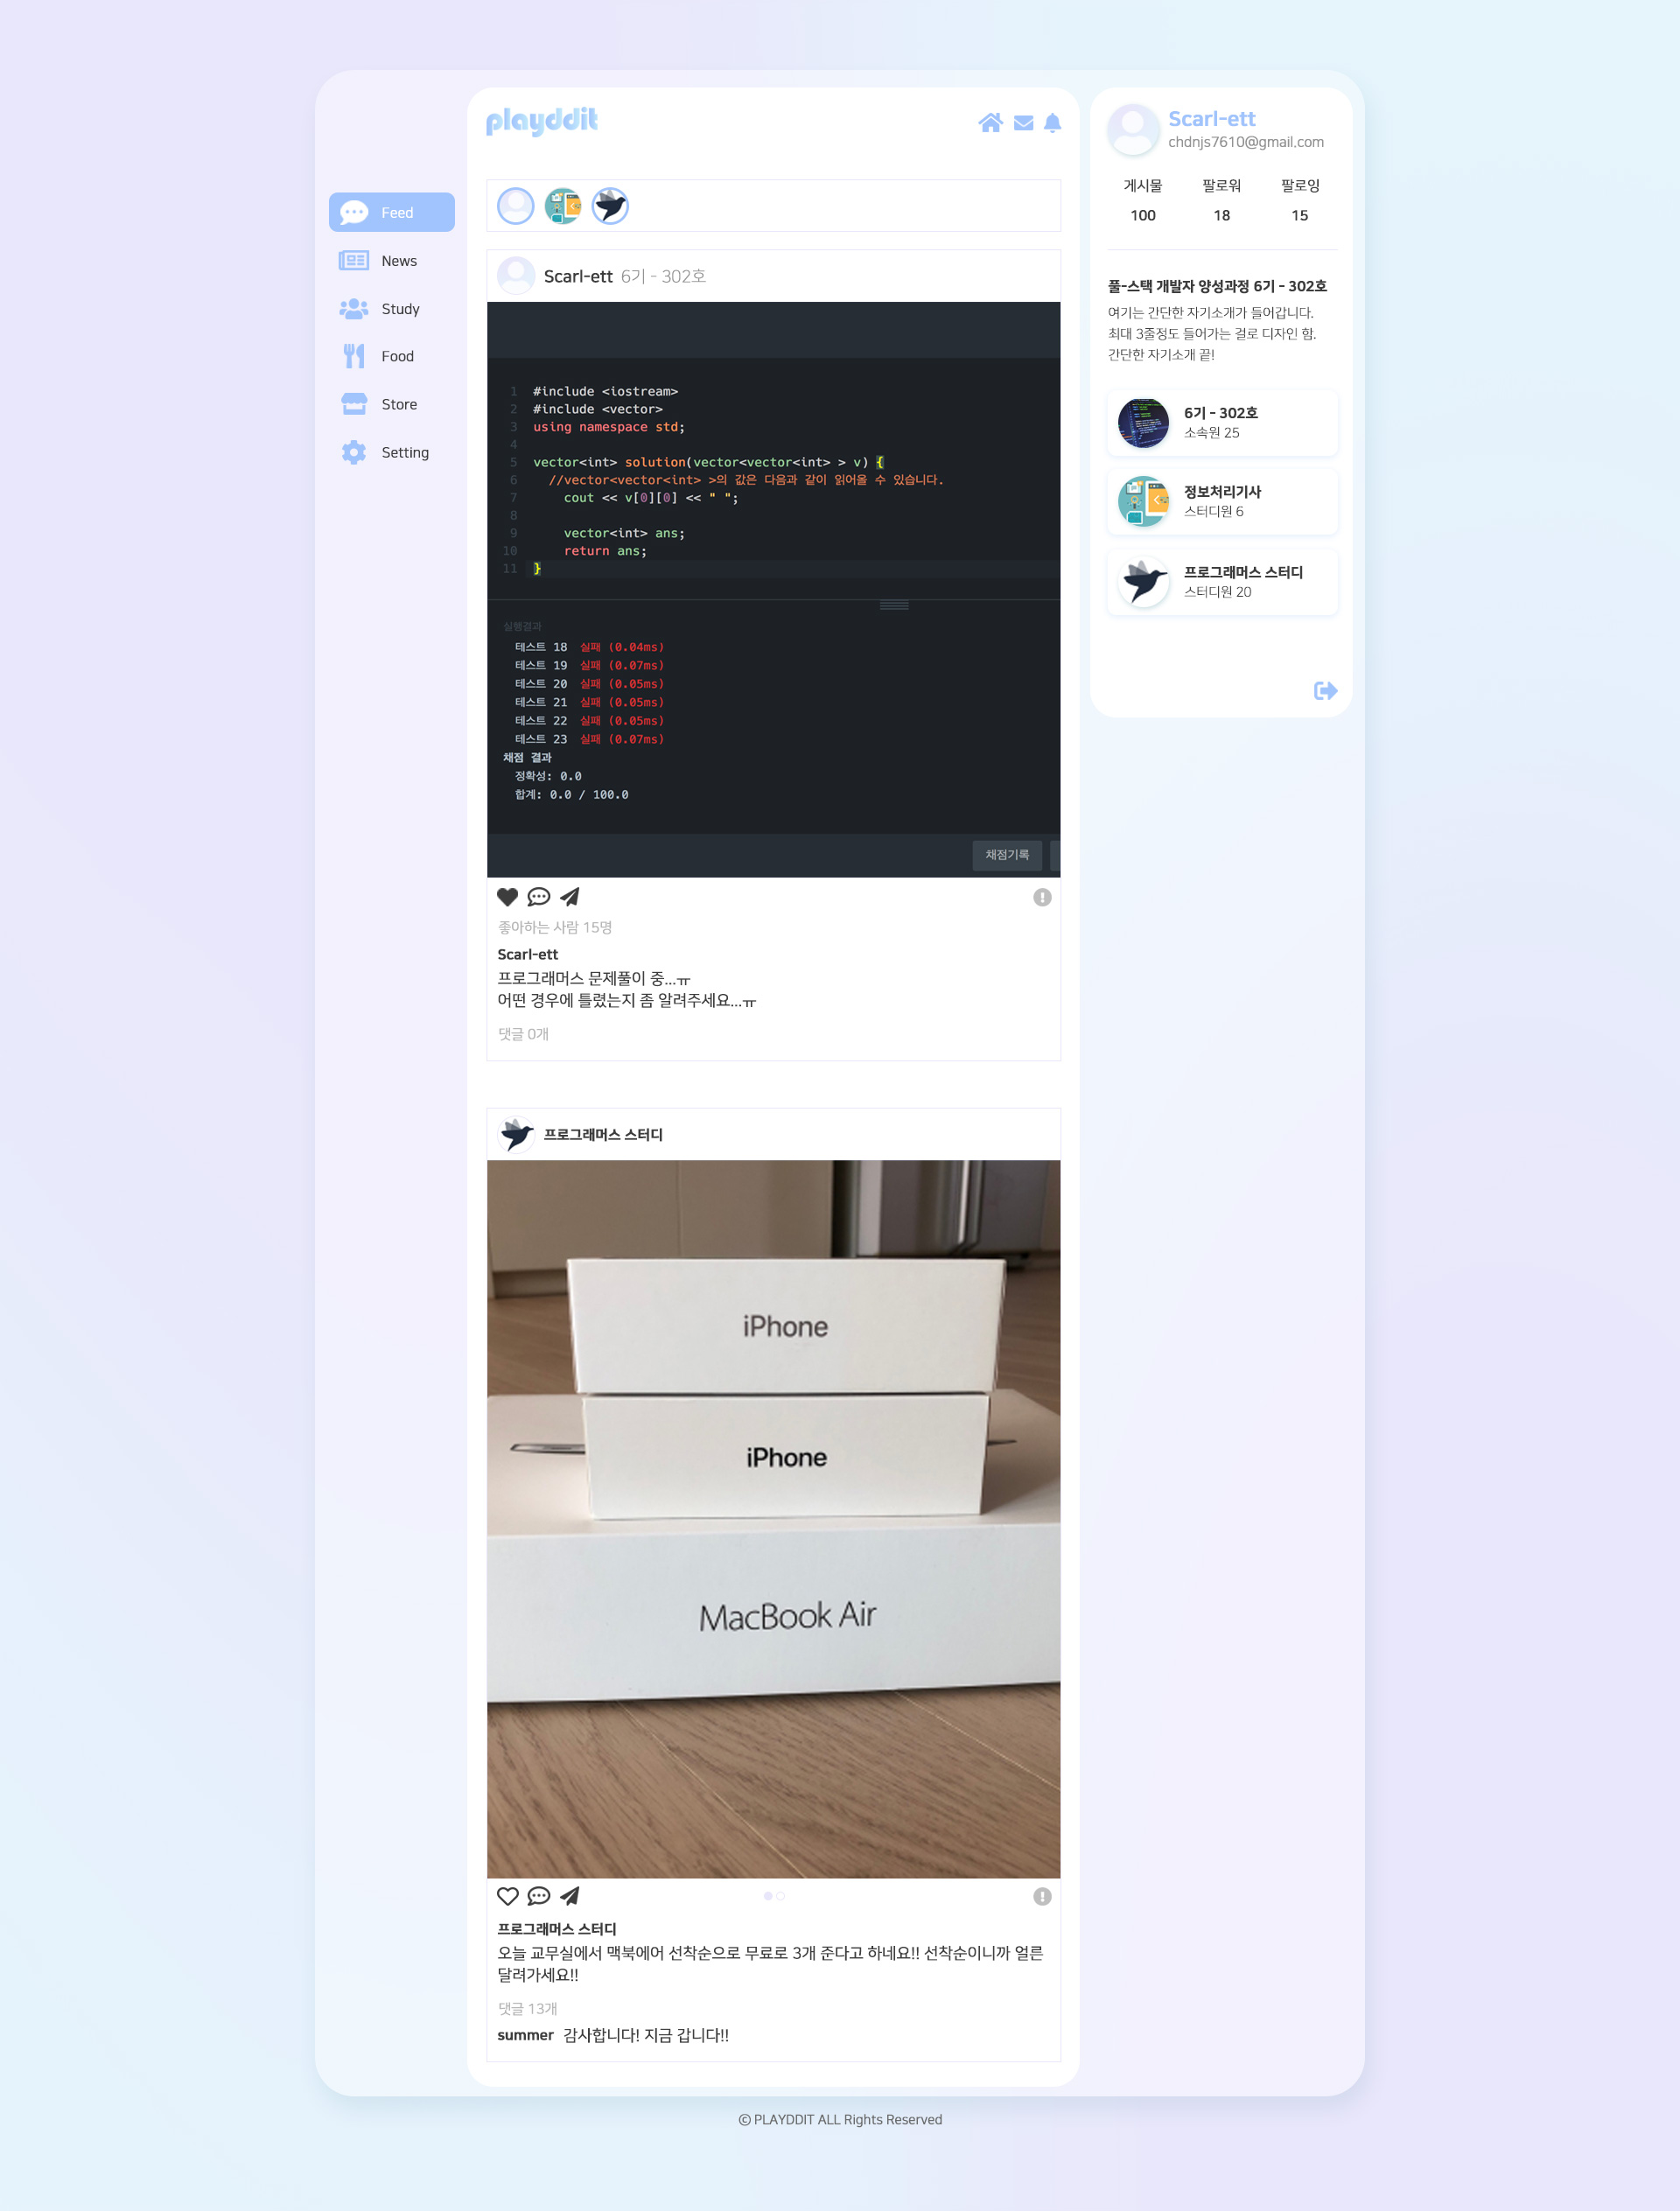 playddit
Feed
News
Study
Food
Store
Setting
Scarl-ett 6기 - 302호
1 #include <iostream>
2 #include <vector>
3 using namespace std;
4
5 vector<int> solution(vector<vector<int> > v) {
6 //vector<vector<int> >의 값은 다음과 같이 읽어올 수 있습니다.
7 cout << v[0][0] << " ";
8
9 vector<int> ans;
10 return ans;
11 }
실행결과
테스트 18 실패 (0.04ms)
테스트 19 실패 (0.07ms)
테스트 20 실패 (0.05ms)
테스트 21 실패 (0.05ms)
테스트 22 실패 (0.05ms)
테스트 23 실패 (0.07ms)
채점 결과
정확성: 0.0
합계: 0.0 / 100.0
채점기록
좋아하는 사람 15명
Scarl-ett
프로그래머스 문제풀이 중...ㅠ
어떤 경우에 틀렸는지 좀 알려주세요...ㅠ
댓글 0개
프로그래머스 스터디
iPhone
iPhone
MacBook Air
프로그래머스 스터디
오늘 교무실에서 맥북에어 선착순으로 무료로 3개 준다고 하네요!! 선착순이니까 얼른
달려가세요!!
댓글 13개
summer 감사합니다! 지금 갑니다!!
Scarl-ett
chdnjs7610@gmail.com
게시물 팔로워 팔로잉
100 18 15
풀-스택 개발자 양성과정 6기 - 302호
여기는 간단한 자기소개가 들어갑니다.
최대 3줄정도 들어가는 걸로 디자인 함.
간단한 자기소개 끝!
6기 - 302호
소속원 25
정보처리기사
스터디원 6
프로그래머스 스터디
스터디원 20
© PLAYDDIT ALL Rights Reserved